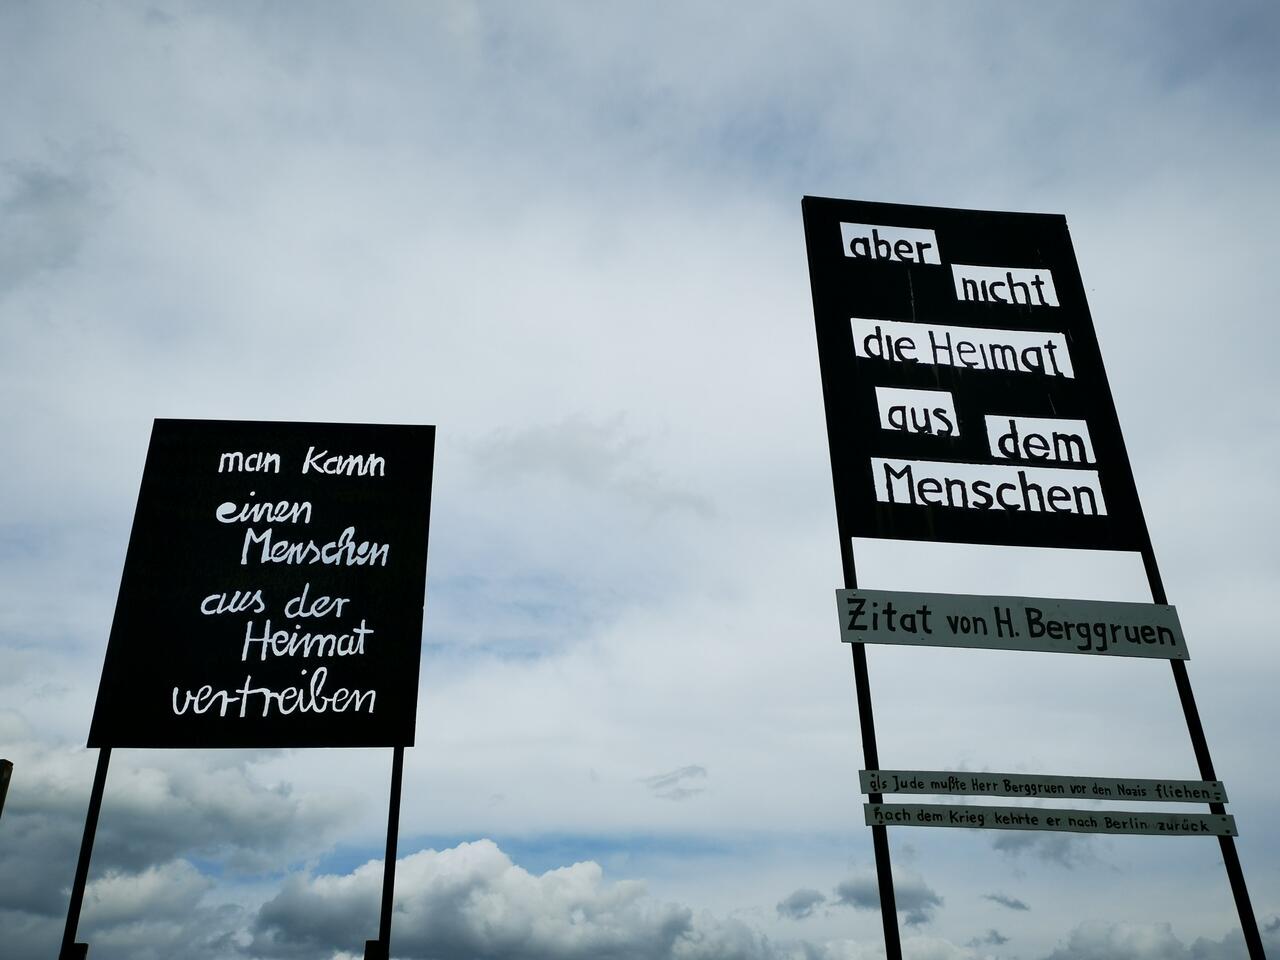 man kann
einen
Menschen
aus der
Heimat
vertreiben
aber
nicht
die Heimat
aus
dem
Menschen
Zitat von H. Berggruen
als Jude mußte Herr Berggruen vor den Nazis fliehen -
nach dem Krieg kehrte er nach Berlin zurück